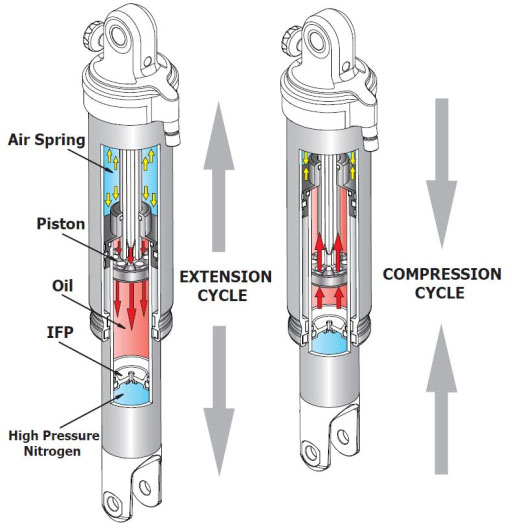 Air Spring
Piston
Oil
IFP
High Pressure
Nitrogen
EXTENSION
CYCLE
COMPRESSION
CYCLE